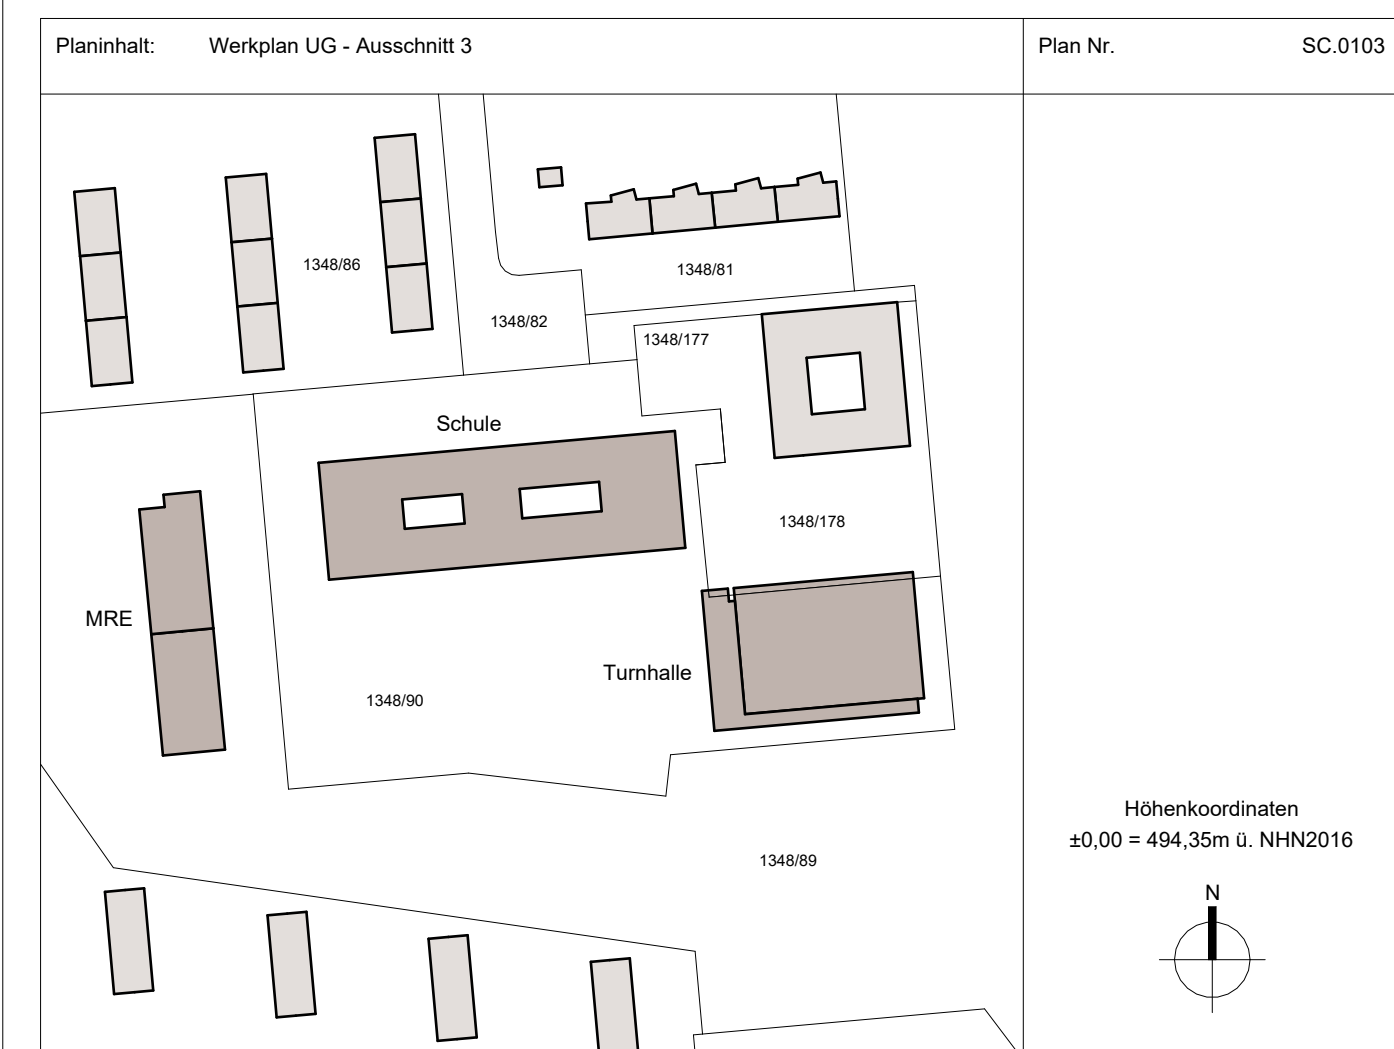 Planinhalt: Werkplan UG - Ausschnitt 3
Plan Nr. SC.0103
1348/86
1348/81
1348/82
1348/177
Schule
1348/178
MRE
Turnhalle
1348/90
Höhenkoordinaten
±0,00 = 494,35m ü. NHN2016
1348/89
N